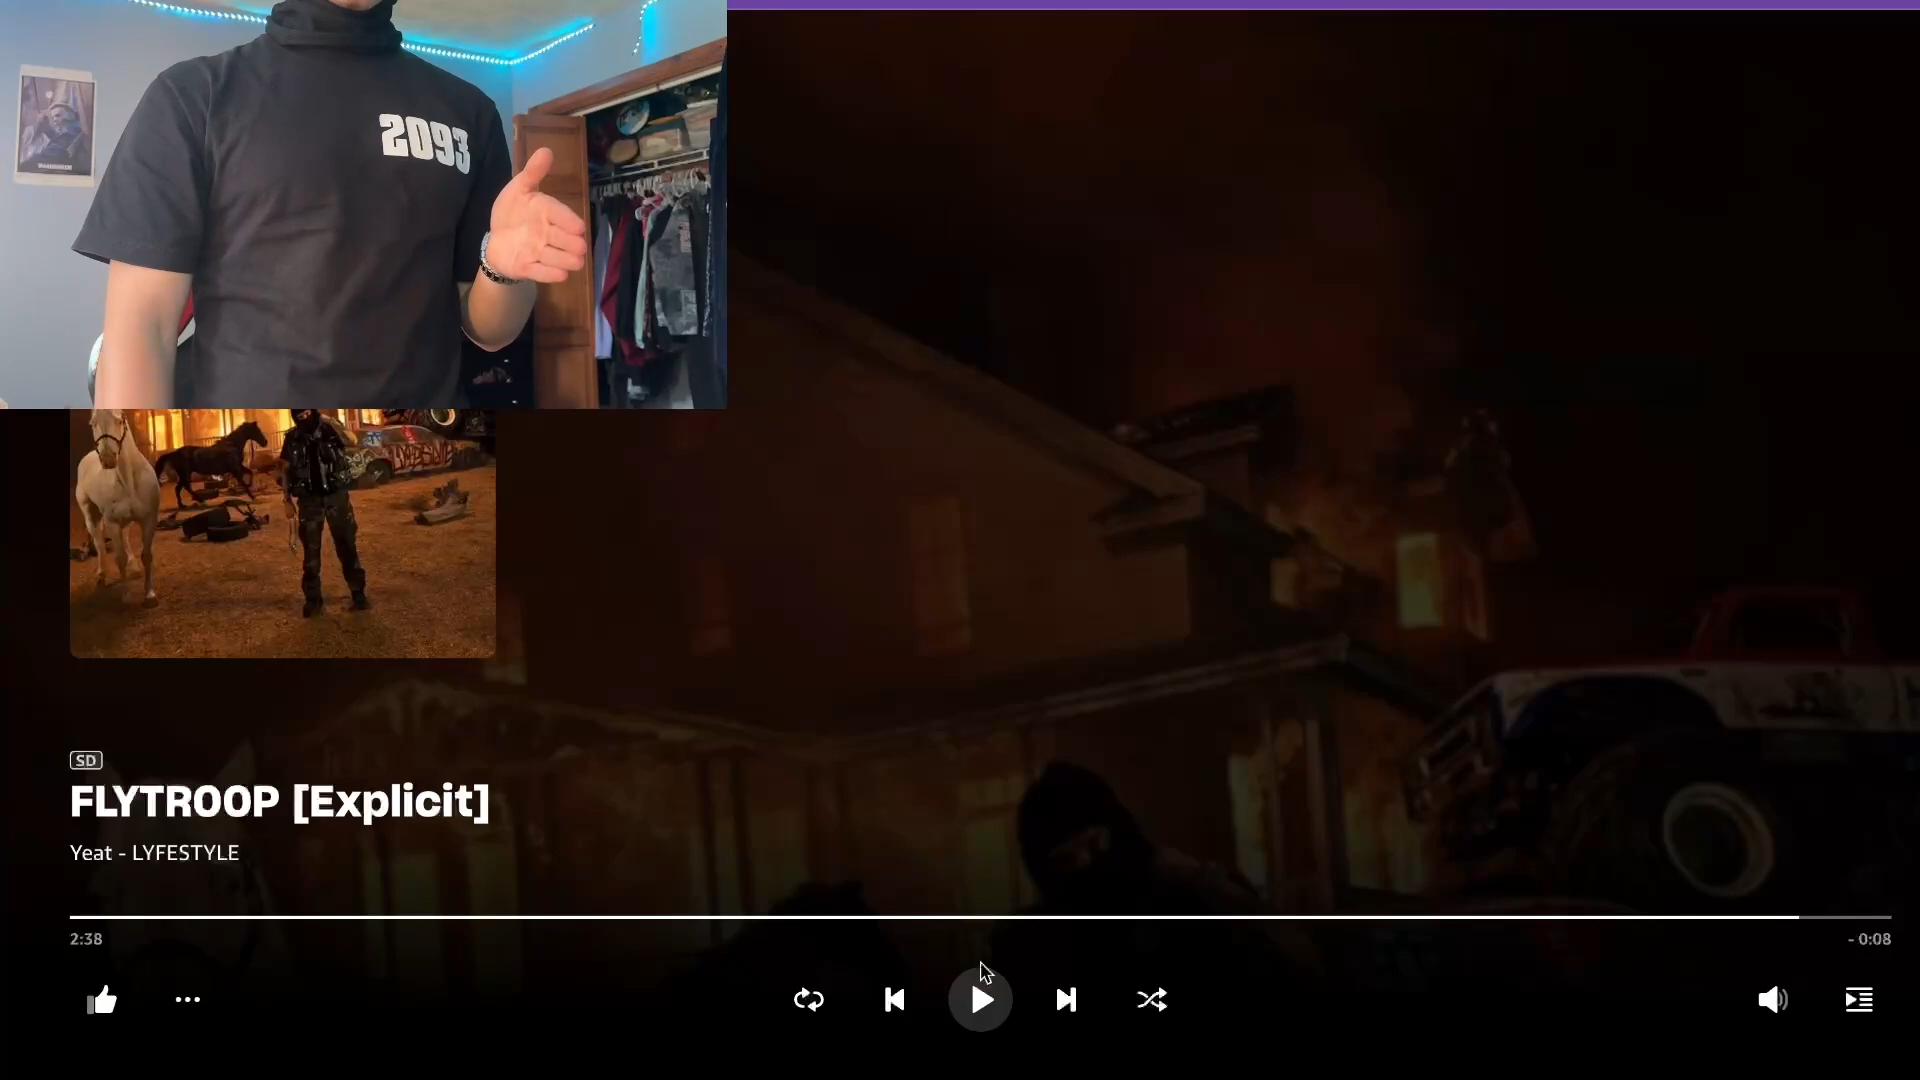 2093
SD
FLYTROOP [Explicit]
Yeat - LYFESTYLE
2:38
- 0:08